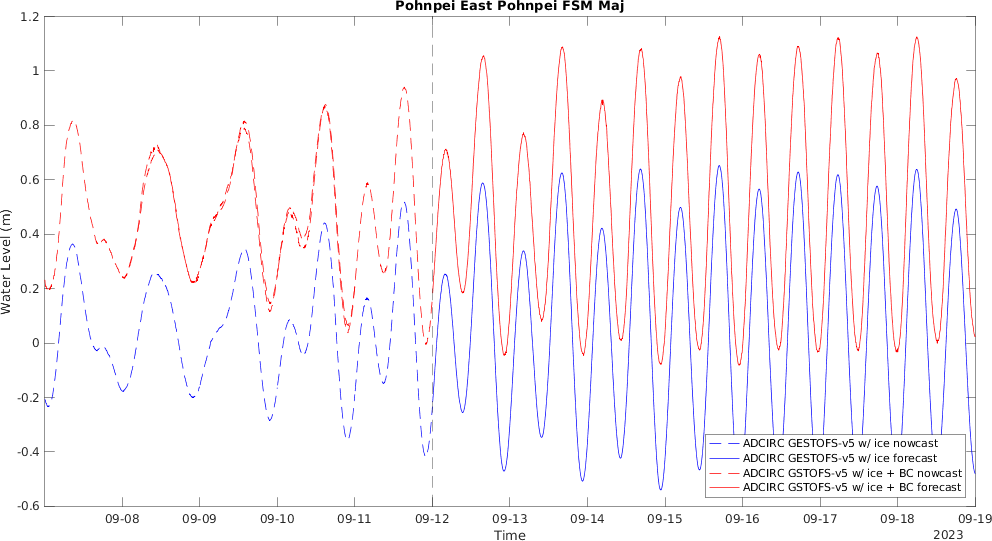 Pohnpei East Pohnpei FSM Maj
1.2
1
0.8
0.6
0.4
0.2
0
-0.2
-0.4
-0.6
Water Level (m)
ADCIRC GESTOFS-v5 w/ ice nowcast
ADCIRC GESTOFS-v5 w/ ice forecast
ADCIRC GSTOFS-v5 w/ ice + BC nowcast
ADCIRC GSTOFS-v5 w/ ice + BC forecast
09-08 09-09 09-10 09-11 09-12 09-13 09-14 09-15 09-16 09-17 09-18 09-19
Time
2023